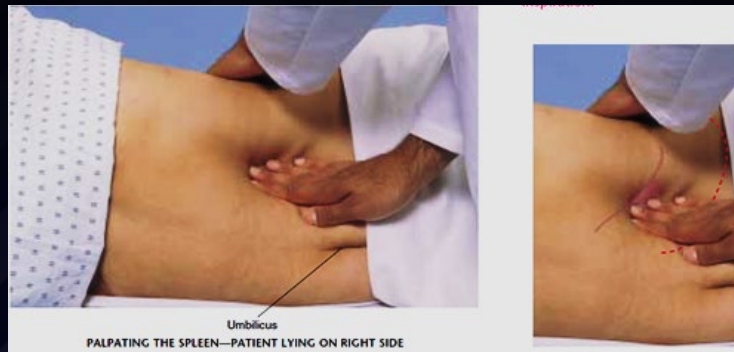 Umbilicus
PALPATING THE SPLEEN—PATIENT LYING ON RIGHT SIDE